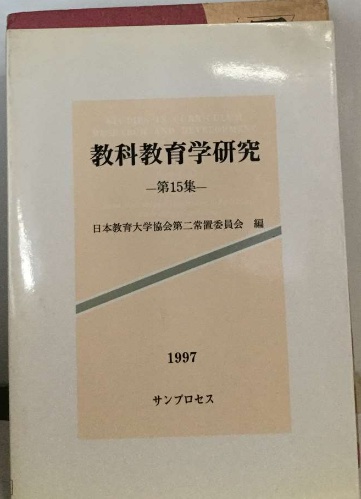 教科教育学研究
―第15集―
日本教育大学協会第二常置委員会 編
1997
サンプロセス